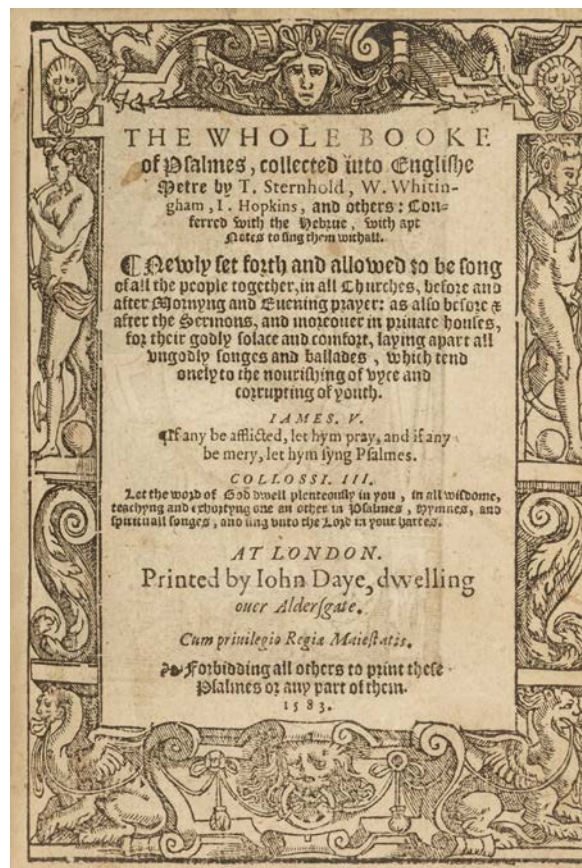 THE WHOLE BOOKE
of Psalmes, collected into Englishe
Metre by T. Sternhold, W. Whitin-
gham, I. Hopkins, and others: Con-
ferred with the Hebrue, with apt
Notes to sing them withall.
¶ Newly set forth and allowed to be song
of all the people together, in all Churches, before and
after Mornyng and Euening prayer: as also before &
after the Sermons, and moreouer in priuate houses,
for their godly solace and comfort, laying apart all
vngodly songes and ballades, which tend
onely to the nourishing of vyce and
corrupting of youth.
IAMES. V.
¶If any be afflicted, let hym pray, and if any
be mery, let hym syng Psalmes.
COLLOSSI. III.
Let the word of God dwell plenteously in you, in all wisdome,
teachyng and exhortyng one an other in Psalmes, Hymnes, and
spirituall songes, and sing vnto the Lord in your hartes.
AT LONDON.
Printed by Iohn Daye, dwelling
ouer Aldersgate.
Cum priuilegio Regiæ Maiestatis.
❧Forbidding all others to print these
Psalmes or any part of them.
1583.